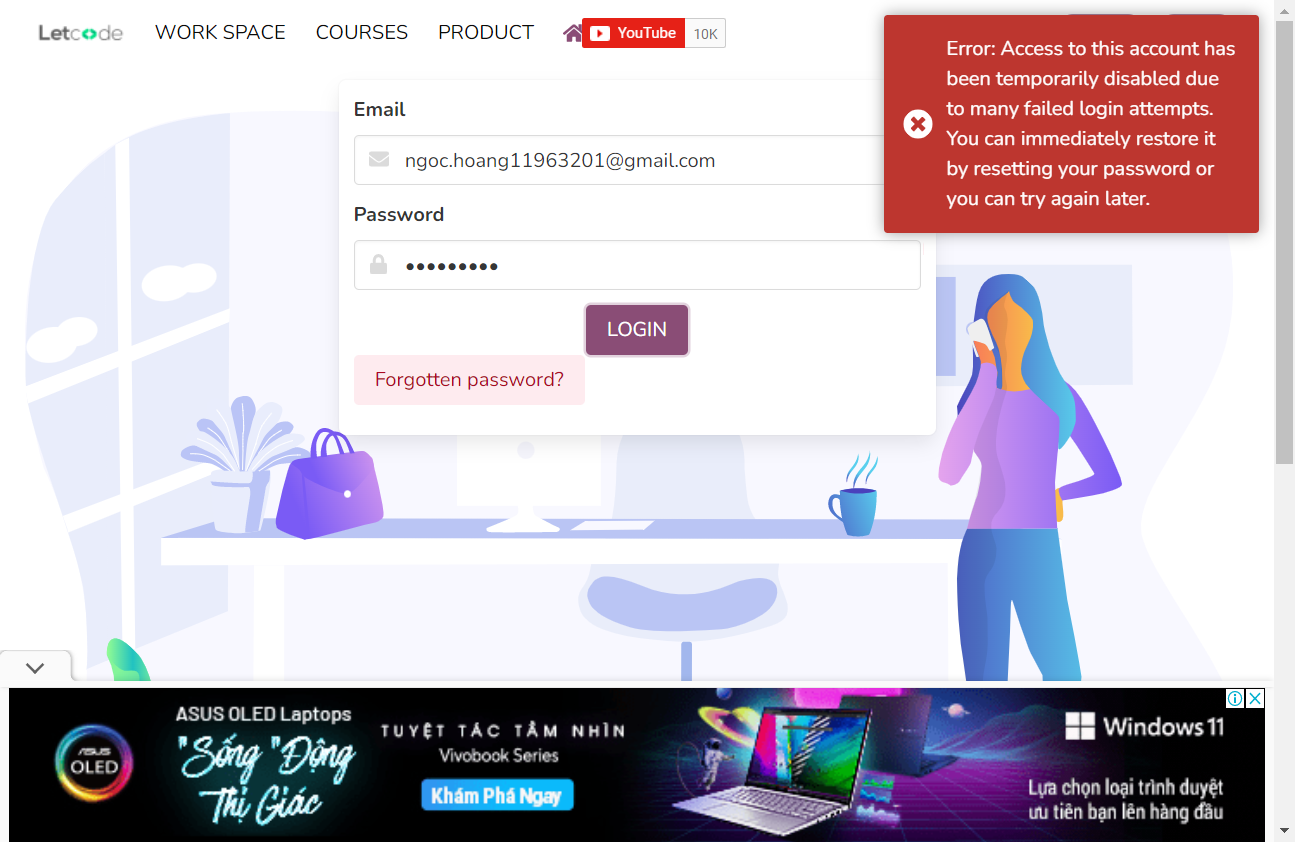 Letcode
WORK SPACE
COURSES
PRODUCT
YouTube
10K
Error: Access to this account has
been temporarily disabled due
to many failed login attempts.
You can immediately restore it
by resetting your password or
you can try again later.
Email
ngoc.hoang11963201@gmail.com
Password
LOGIN
Forgotten password?
ASUS OLED
ASUS OLED Laptops
"Sống "Động
Thị Giác
TUYỆT TÁC TẦM NHÌN
Vivobook Series
Khám Phá Ngay
Windows 11
Lựa chọn loại trình duyệt
ưu tiên bạn lên hàng đầu